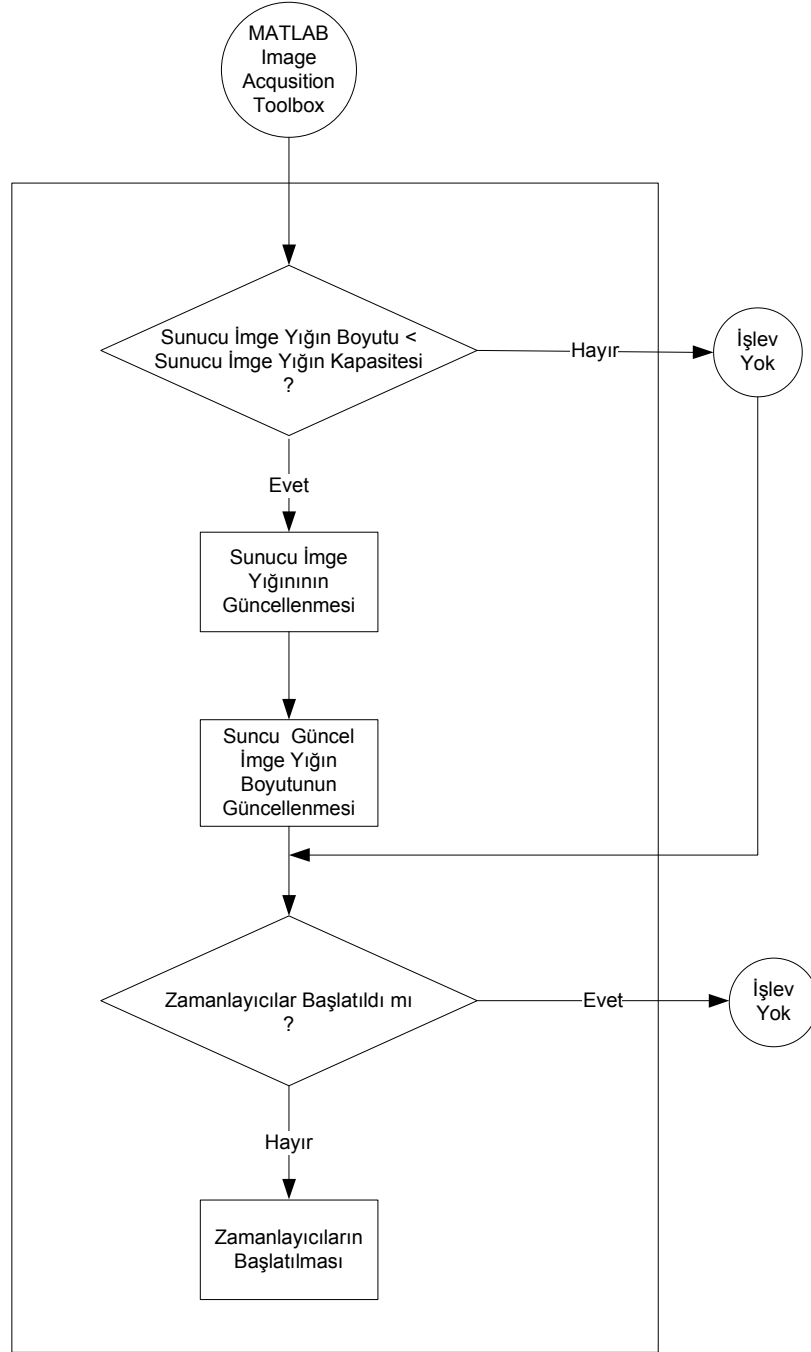 MATLAB
Image
Acqusition
Toolbox
Sunucu İmge Yığın Boyutu <
Sunucu İmge Yığın Kapasitesi
?
Hayır
İşlev
Yok
Evet
Sunucu İmge
Yığınının
Güncellenmesi
Suncu Güncel
İmge Yığın
Boyutunun
Güncellenmesi
Zamanlayıcılar Başlatıldı mı
?
Evet
İşlev
Yok
Hayır
Zamanlayıcıların
Başlatılması